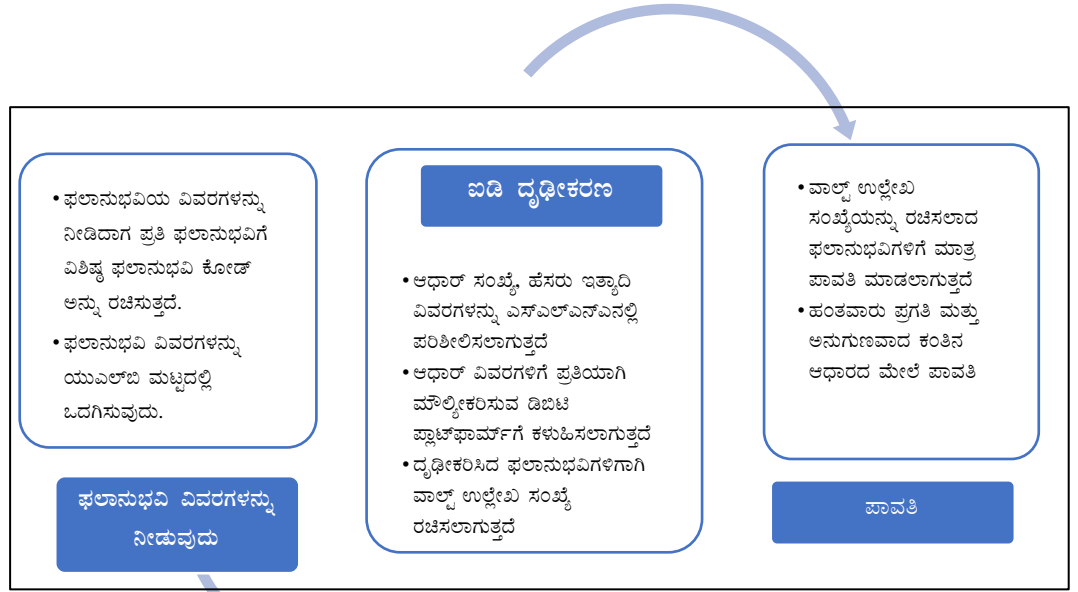 • ಫಲಾನುಭವಿಯ ವಿವರಗಳನ್ನು
ನೀಡಿದಾಗ ಪ್ರತಿ ಫಲಾನುಭವಿಗೆ
ವಿಶಿಷ್ಠ ಫಲಾನುಭವಿ ಕೋಡ್
ಅನ್ನು ರಚಿಸುತ್ತದೆ.
• ಫಲಾನುಭವಿ ವಿವರಗಳನ್ನು
ಯುಎಲ್‌ಬಿ ಮಟ್ಟದಲ್ಲಿ
ಒದಗಿಸುವುದು.
ಫಲಾನುಭವಿ ವಿವರಗಳನ್ನು
ನೀಡುವುದು
ಐಡಿ ದೃಢೀಕರಣ
• ಆಧಾರ್ ಸಂಖ್ಯೆ, ಹೆಸರು ಇತ್ಯಾದಿ
ವಿವರಗಳನ್ನು ಎಸ್‌ಎಲ್‌ಎನ್‌ಎನಲ್ಲಿ
ಪರಿಶೀಲಿಸಲಾಗುತ್ತದೆ
• ಆಧಾರ್ ವಿವರಗಳಿಗೆ ಪ್ರತಿಯಾಗಿ
ಮೌಲ್ಯೀಕರಿಸುವ ಡಿಬಿಟಿ
ಪ್ಲಾಟ್‌ಫಾರ್ಮ್‌ಗೆ ಕಳುಹಿಸಲಾಗುತ್ತದೆ
• ದೃಢೀಕರಿಸಿದ ಫಲಾನುಭವಿಗಳಿಗಾಗಿ
ವಾಲ್ಟ್ ಉಲ್ಲೇಖ ಸಂಖ್ಯೆ
ರಚಿಸಲಾಗುತ್ತದೆ
• ವಾಲ್ಟ್ ಉಲ್ಲೇಖ
ಸಂಖ್ಯೆಯನ್ನು ರಚಿಸಲಾದ
ಫಲಾನುಭವಿಗಳಿಗೆ ಮಾತ್ರ
ಪಾವತಿ ಮಾಡಲಾಗುತ್ತದೆ
• ಹಂತವಾರು ಪ್ರಗತಿ ಮತ್ತು
ಅನುಗುಣವಾದ ಕಂತಿನ
ಆಧಾರದ ಮೇಲೆ ಪಾವತಿ
ಪಾವತಿ